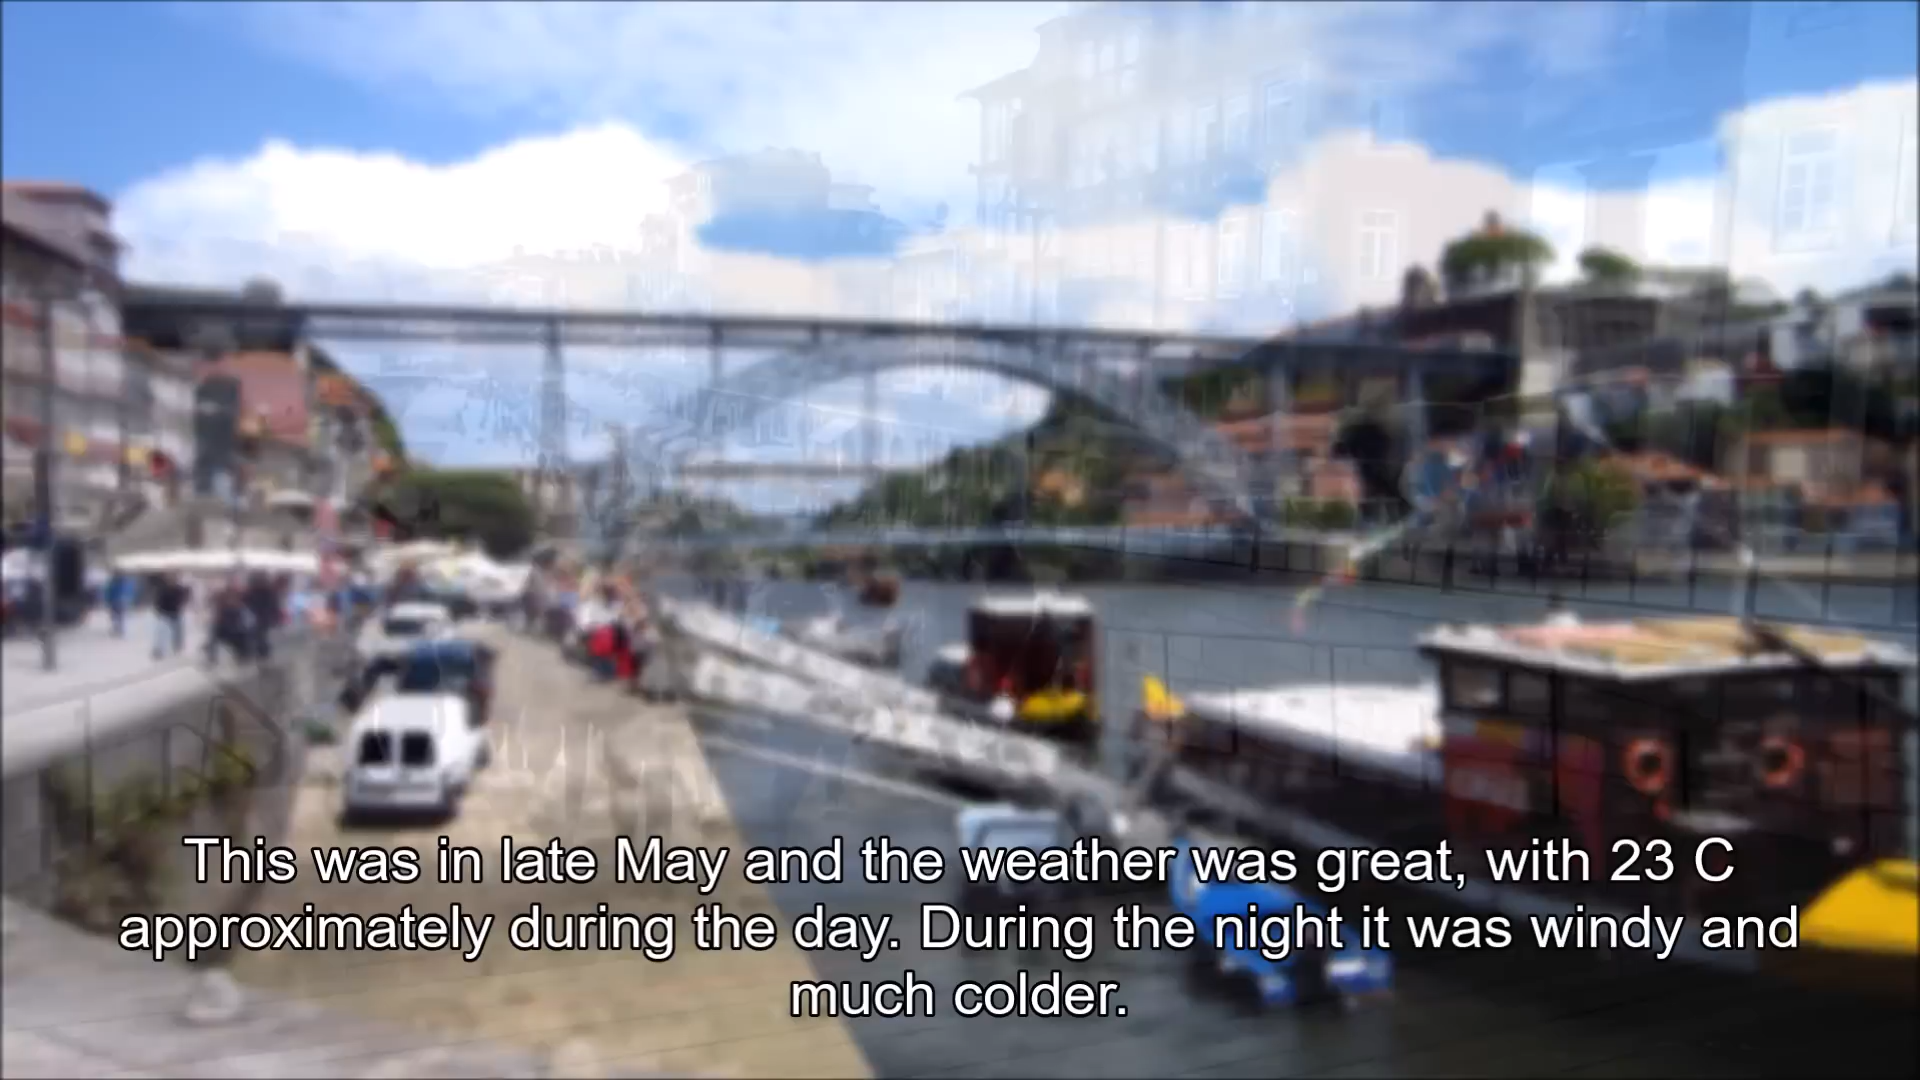 This was in late May and the weather was great, with 23 C
approximately during the day. During the night it was windy and
much colder.